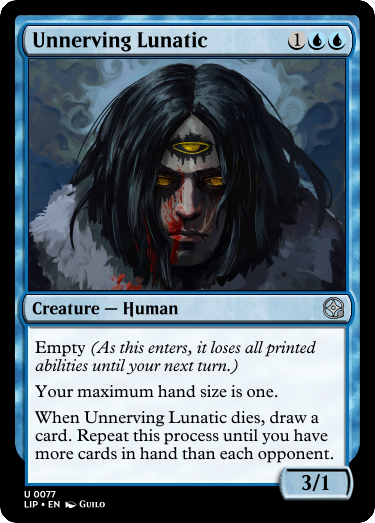 Unnerving Lunatic 1
Creature — Human
Empty (As this enters, it loses all printed
abilities until your next turn.)
Your maximum hand size is one.
When Unnerving Lunatic dies, draw a
card. Repeat this process until you have
more cards in hand than each opponent.
3/1
U 0077
LIP • EN Guilo